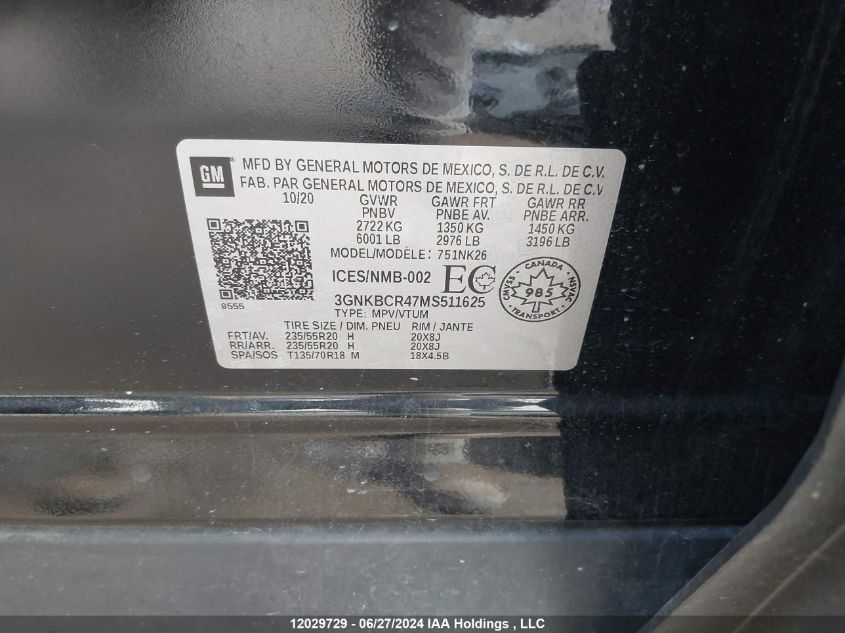 GM
MFD BY GENERAL MOTORS DE MEXICO, S. DE R.L. DE C.V.
FAB. PAR GENERAL MOTORS DE MEXICO, S. DE R.L. DE C.V
10/20 GVWR GAWR FRT GAWR RR
PNBV PNBE AV. PNBE ARR.
2722 KG 1350 KG 1450 KG
6001 LB 2976 LB 3196 LB
MODEL/MODÈLE: 751NK26
ICES/NMB-002 EC
CANADA
CMVSS 985 NSVAC
TRANSPORT
8555
3GNKBCR47MS511625
TYPE: MPV/VTUM
TIRE SIZE / DIM. PNEU RIM / JANTE
FRT/AV. 235/55R20 H 20X8J
RR/ARR. 235/55R20 H 20X8J
SPA/SOS T135/70R18 M 18X4.5B
12029729 - 06/27/2024 IAA Holdings , LLC